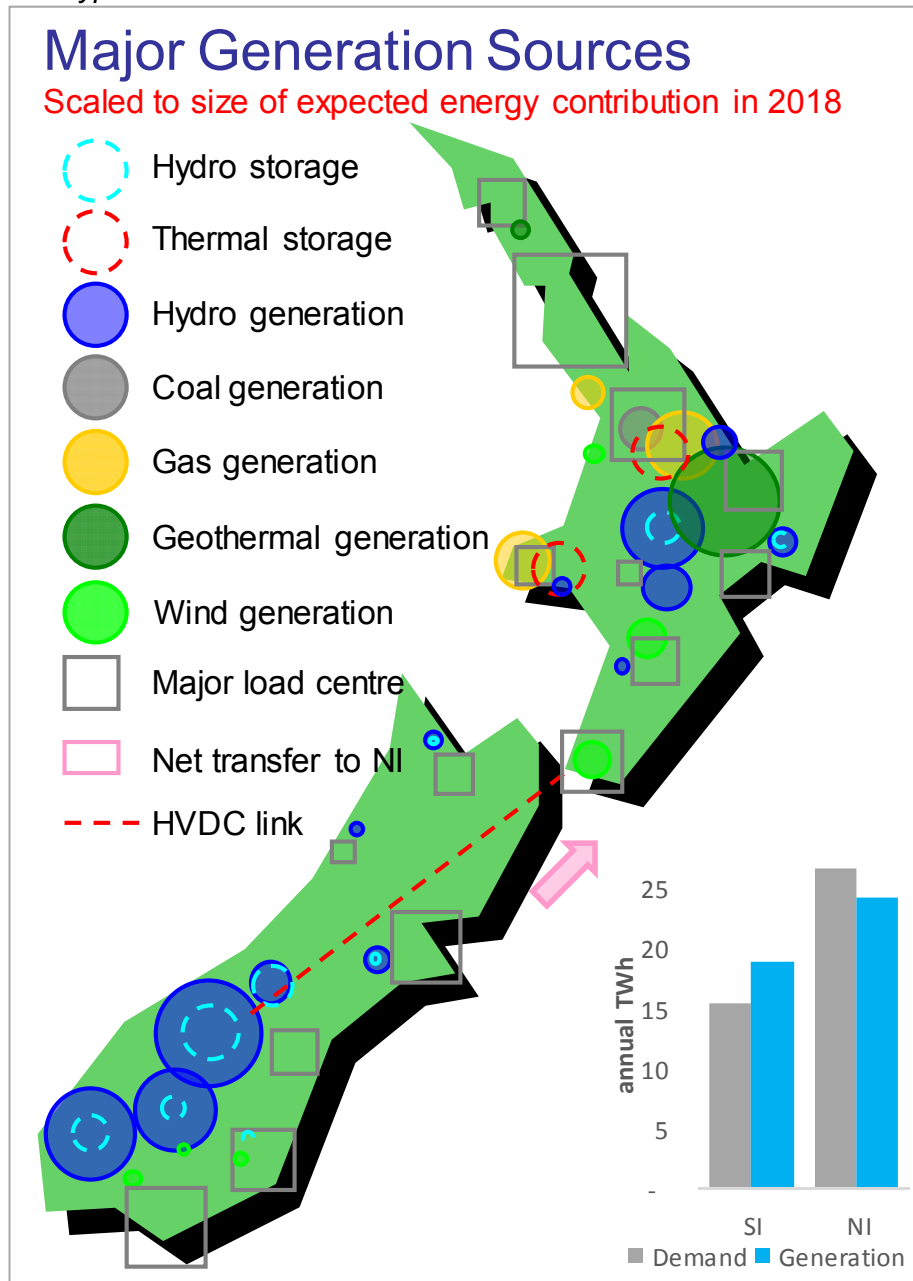 Major Generation Sources
Scaled to size of expected energy contribution in 2018
Hydro storage
Thermal storage
Hydro generation
Coal generation
Gas generation
Geothermal generation
Wind generation
Major load centre
Net transfer to NI
HVDC link
annual TWh
25
20
15
10
5
-
SI
NI
Demand
Generation